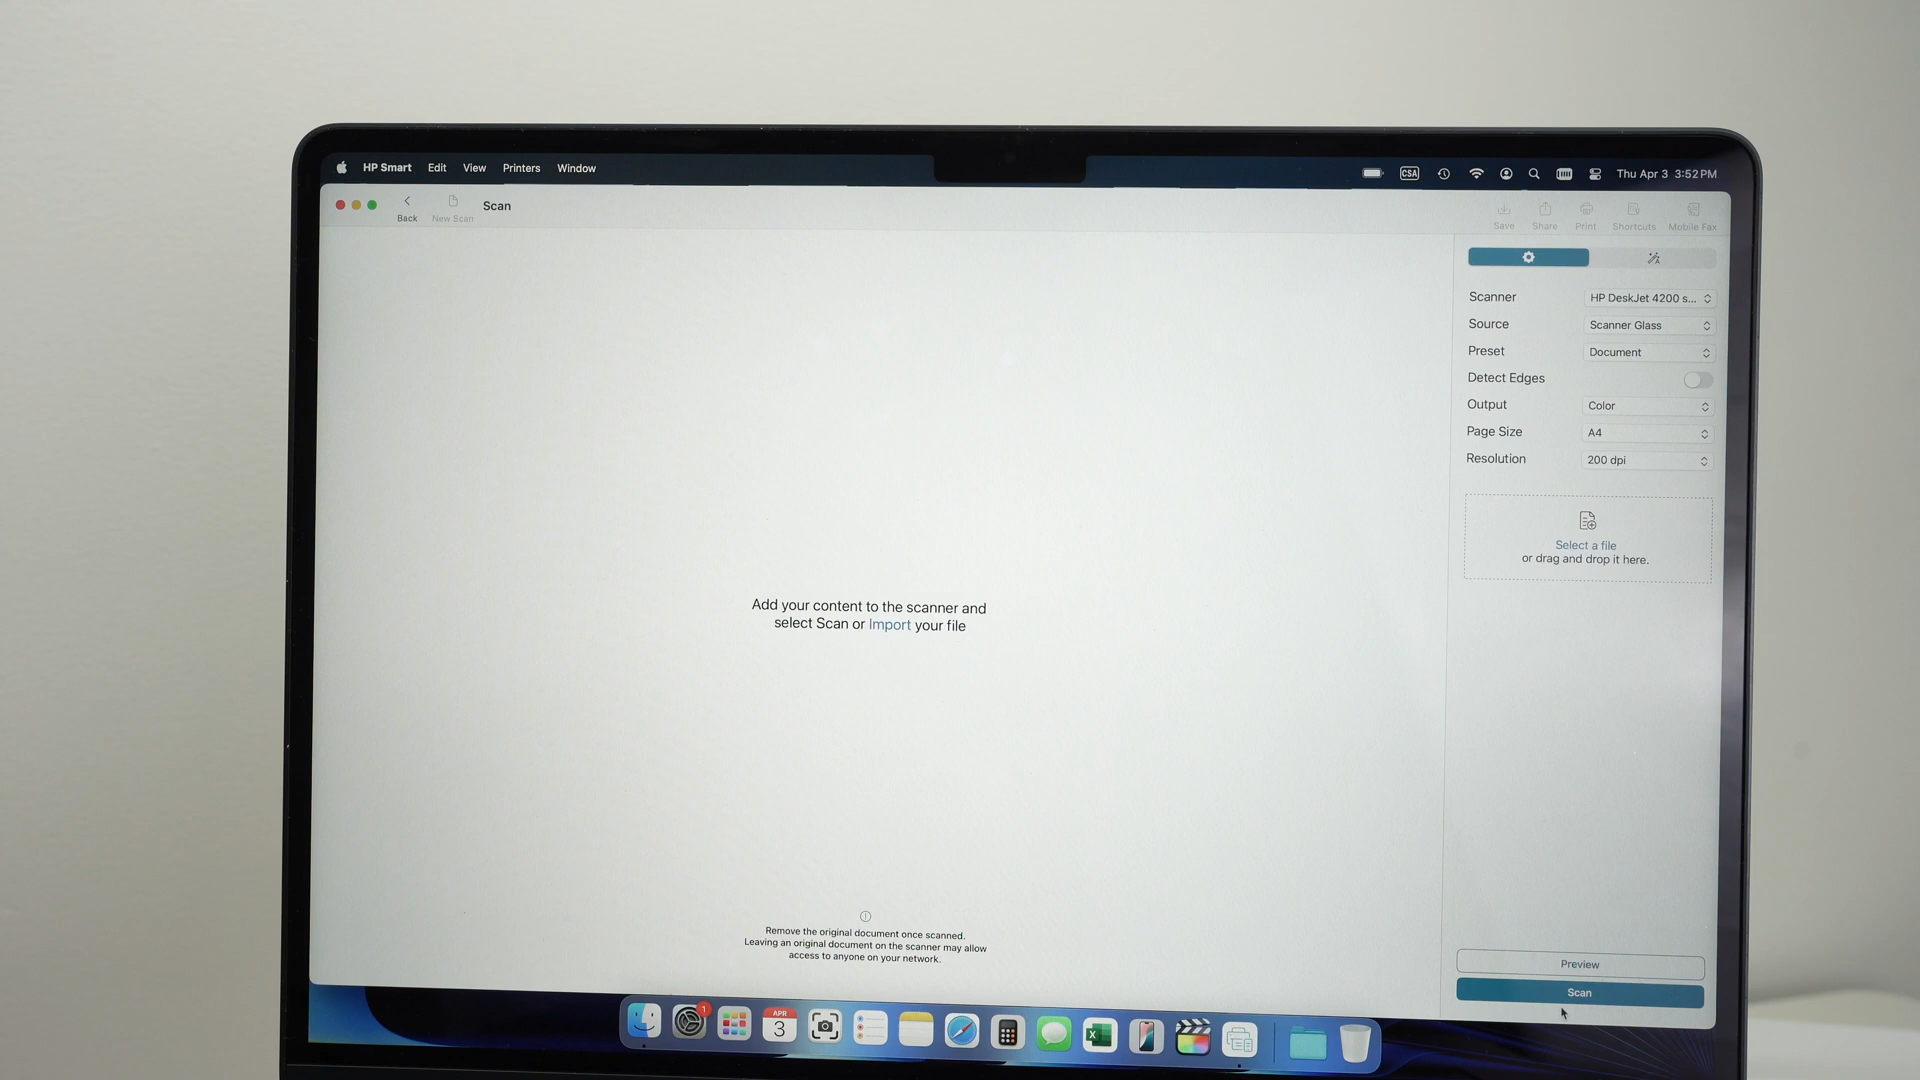 HP Smart Edit View Printers Window
CSA Thu Apr 3 3:52 PM
Back New Scan Scan
Save Share Print Shortcuts Mobile Fax
Scanner HP DeskJet 4200 s...
Source Scanner Glass
Preset Document
Detect Edges
Output Color
Page Size A4
Resolution 200 dpi
Select a file
or drag and drop it here.
Add your content to the scanner and
select Scan or Import your file
Remove the original document once scanned.
Leaving an original document on the scanner may allow
access to anyone on your network.
Preview
Scan
1
APR
3
X